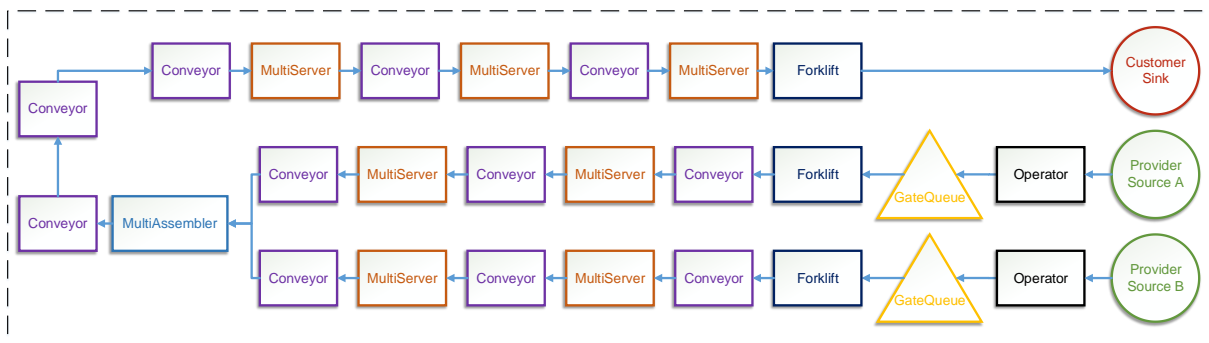 Conveyor
MultiServer
Conveyor
MultiServer
Conveyor
MultiServer
Forklift
Customer
Sink
Conveyor
Conveyor
MultiServer
Conveyor
MultiServer
Conveyor
Forklift
GateQueue
Operator
Provider
Source A
Conveyor
MultiAssembler
Conveyor
MultiServer
Conveyor
MultiServer
Conveyor
Forklift
GateQueue
Operator
Provider
Source B